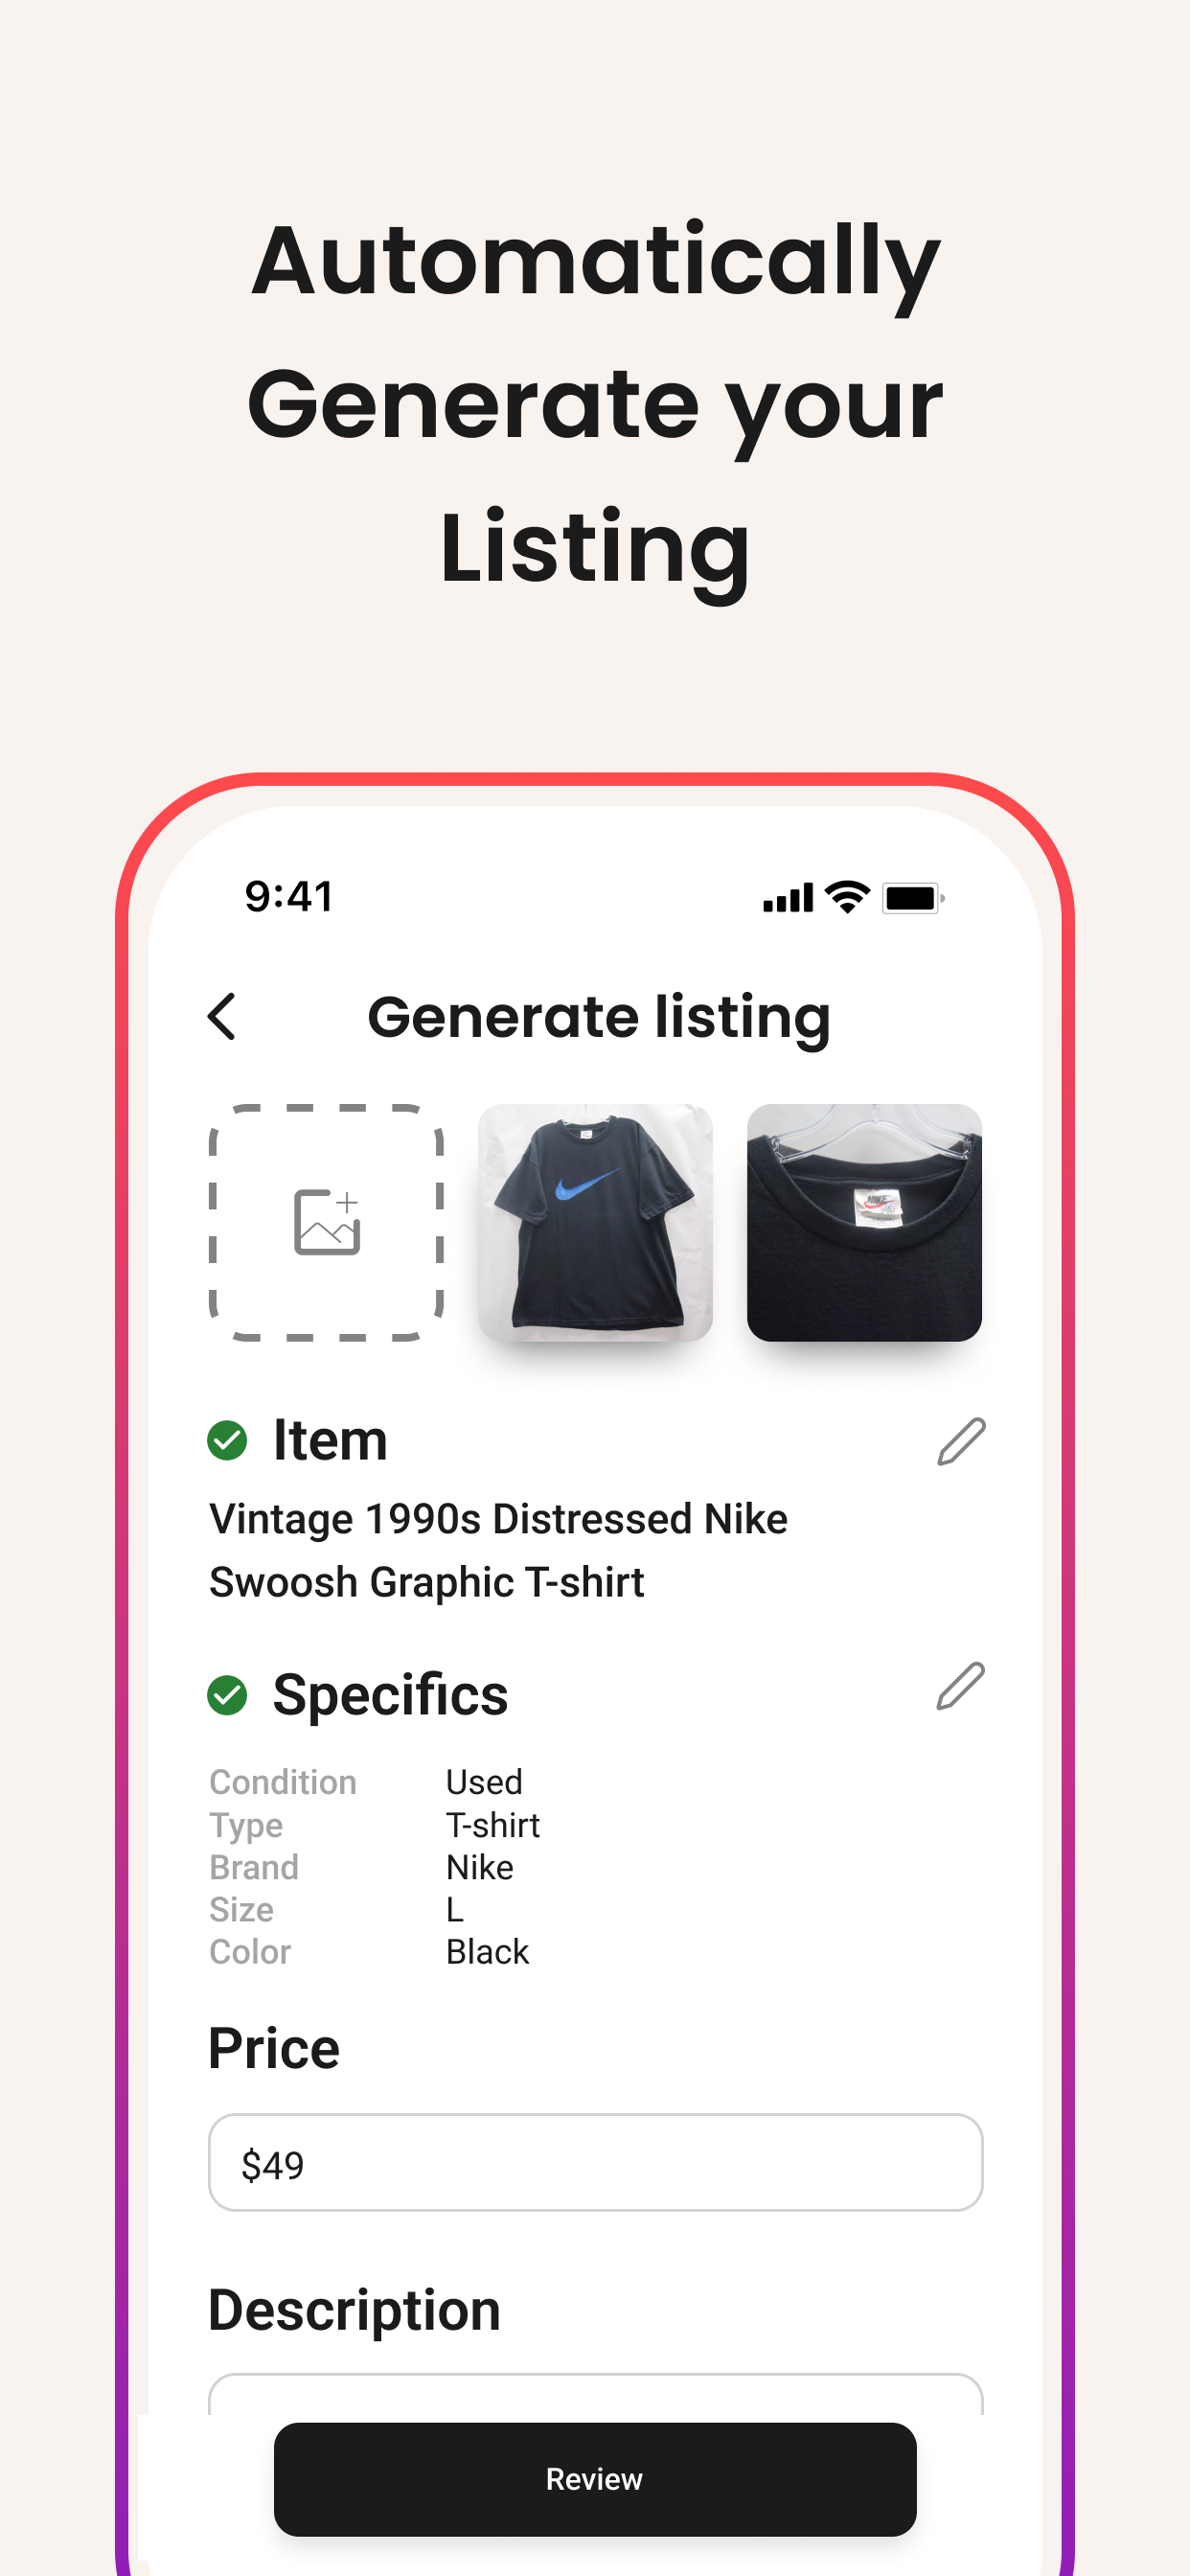 Automatically
Generate your
Listing
9:41
Generate listing
NIKE
Item
Vintage 1990s Distressed Nike
Swoosh Graphic T-shirt
Specifics
Condition Used
Type T-shirt
Brand Nike
Size L
Color Black
Price
$49
Description
Review